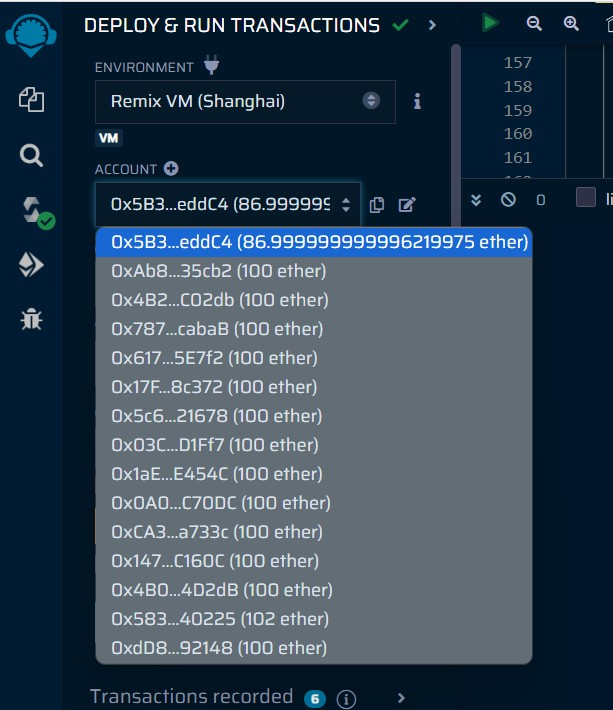 DEPLOY & RUN TRANSACTIONS
ENVIRONMENT
Remix VM (Shanghai)
VM
ACCOUNT
0x5B3...eddC4 (86.999999
0x5B3...eddC4 (86.999999999996219975 ether)
0xAb8...35cb2 (100 ether)
0x4B2...C02db (100 ether)
0x787...cabaB (100 ether)
0x617...5E7f2 (100 ether)
0x17F...8c372 (100 ether)
0x5c6...21678 (100 ether)
0x03C...D1Ff7 (100 ether)
0x1aE...E454C (100 ether)
0x0A0...C70DC (100 ether)
0xCA3...a733c (100 ether)
0x147...C160C (100 ether)
0x4B0...4D2dB (100 ether)
0x583...40225 (102 ether)
0xdD8...92148 (100 ether)
Transactions recorded 6
157
158
159
160
161
0